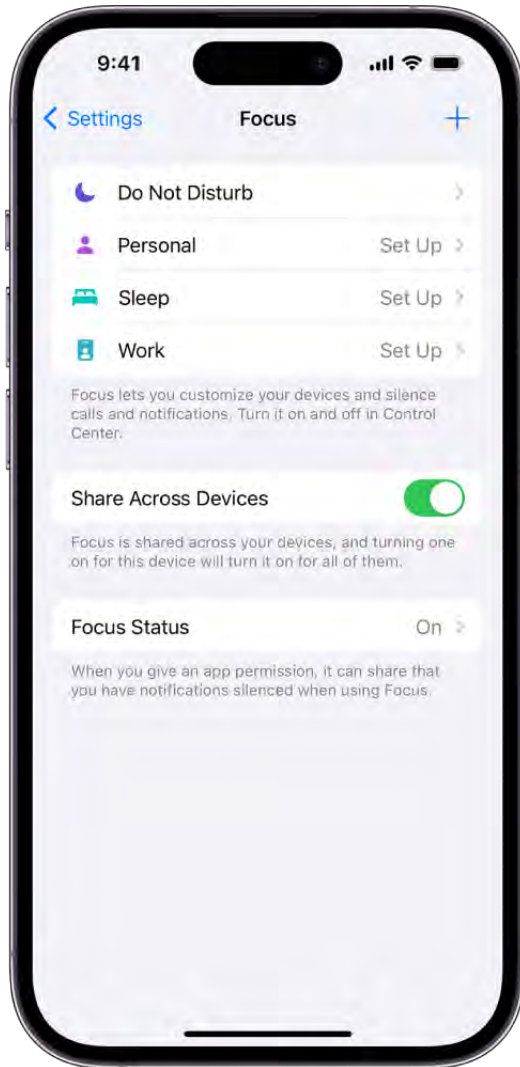 9:41
Settings
Focus
Do Not Disturb
Personal Set Up
Sleep Set Up
Work Set Up
Focus lets you customize your devices and silence
calls and notifications. Turn it on and off in Control
Center.
Share Across Devices
Focus is shared across your devices, and turning one
on for this device will turn it on for all of them.
Focus Status On
When you give an app permission, it can share that
you have notifications silenced when using Focus.